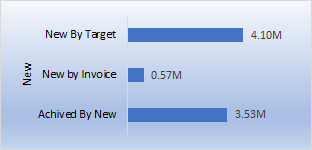 New
New By Target 4.10M
New by Invoice 0.57M
Achived By New 3.53M